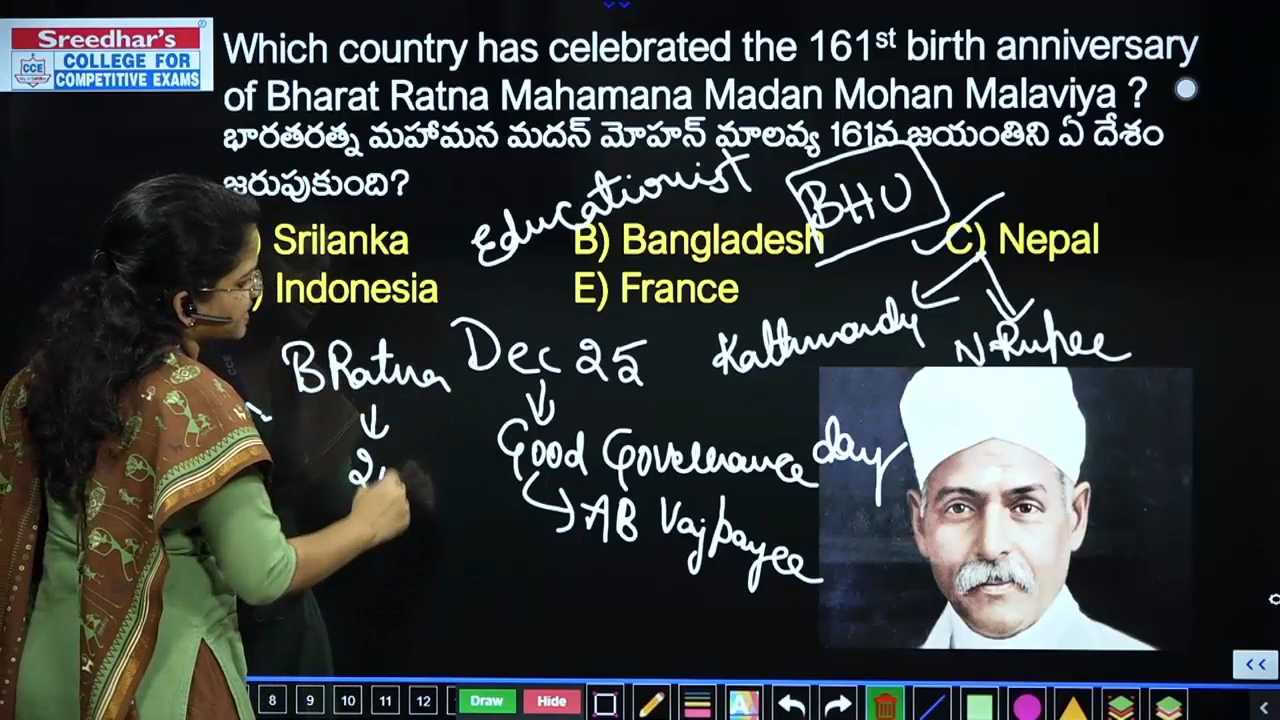 Sreedhar's
CCE
COLLEGE FOR
COMPETITIVE EXAMS
Which country has celebrated the 161st birth anniversary
of Bharat Ratna Mahamana Madan Mohan Malaviya ?
భారతరత్న మహామన మదన్ మోహన్ మాలవ్య 161వ జయంతిని ఏ దేశం
జరుపుకుంది?
Educationist
BHU
) Srilanka B) Bangladesh C) Nepal
) Indonesia E) France
Kathmandu
N-Rupee
B Ratna
Dec 25
Good Governance day
AB Vajpayee
8 9 10 11 12 Draw Hide